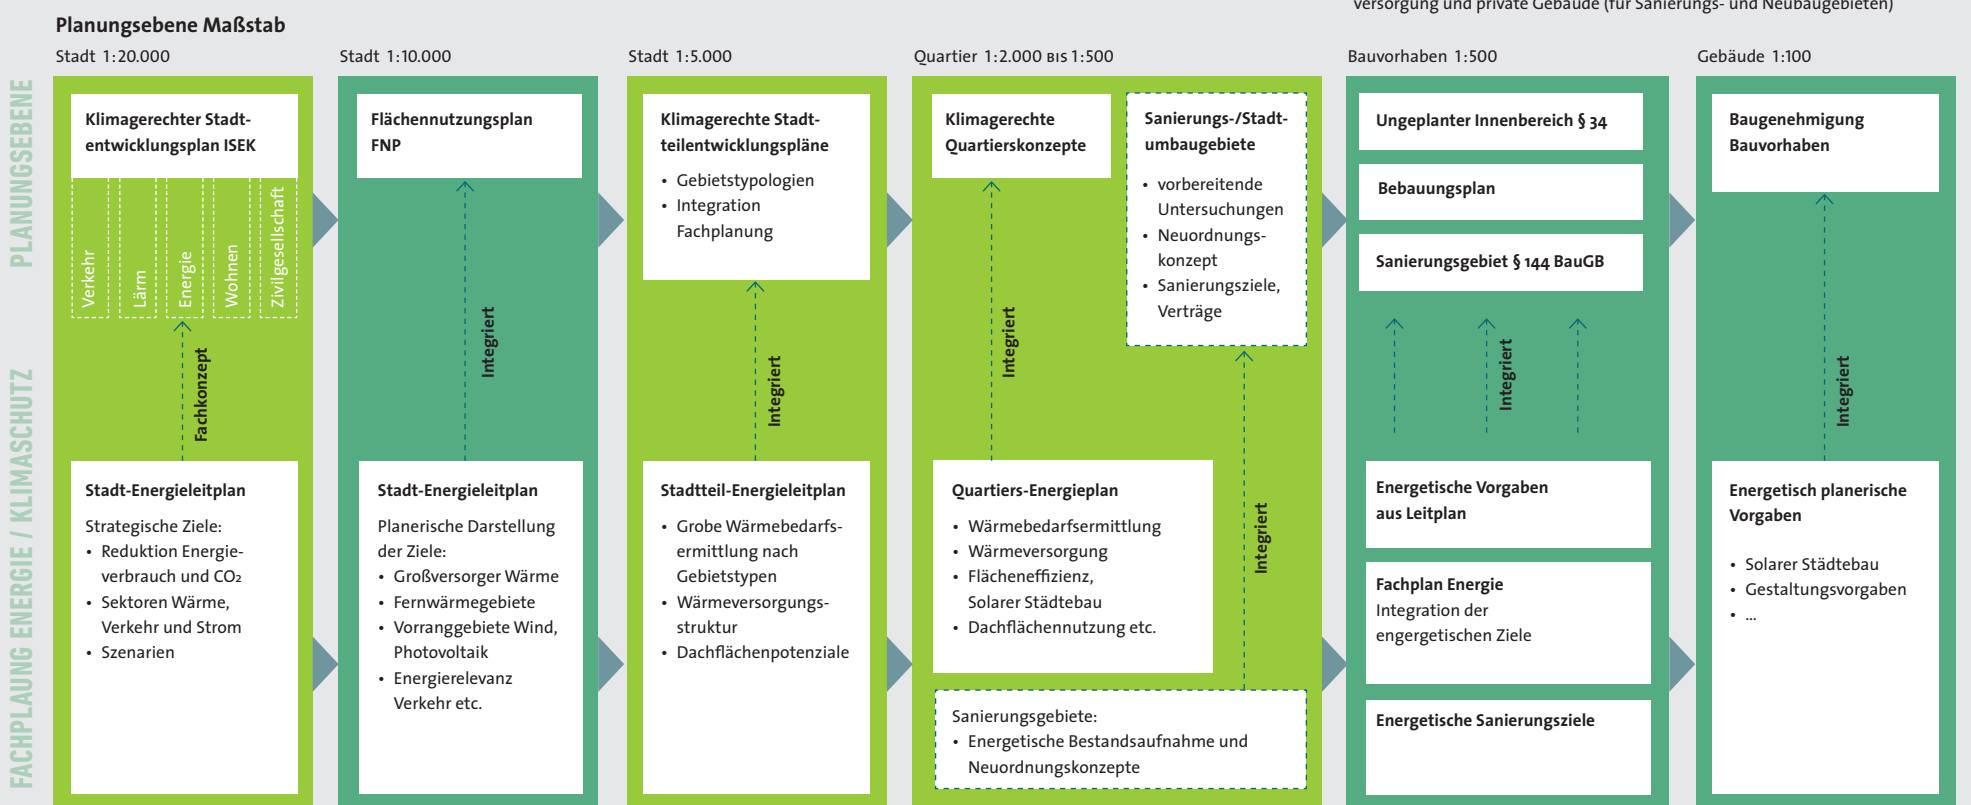 versorgung und private Gebäude (für Sanierungs- und Neubaugebieten)
Planungsebene Maßstab
Stadt 1:20.000
Stadt 1:10.000
Stadt 1:5.000
Quartier 1:2.000 BIS 1:500
Bauvorhaben 1:500
Gebäude 1:100
PLANUNGSEBENE
Klimagerechter Stadt-
entwicklungsplan ISEK
Verkehr
Lärm
Energie
Wohnen
Zivilgesellschaft
Fachkonzept
Flächennutzungsplan
FNP
Integriert
Klimagerechte Stadt-
teilentwicklungspläne
• Gebietstypologien
• Integration
Fachplanung
Integriert
Klimagerechte
Quartierskonzepte
Integriert
Sanierungs-/Stadt-
umbaugebiete
• vorbereitende
Untersuchungen
• Neuordnungs-
konzept
• Sanierungsziele,
Verträge
Integriert
Ungeplanter Innenbereich § 34
Bebauungsplan
Sanierungsgebiet § 144 BauGB
Integriert
Baugenehmigung
Bauvorhaben
Integriert
FACHPLAUNG ENERGIE / KLIMASCHUTZ
Stadt-Energieleitplan
Strategische Ziele:
• Reduktion Energie-
verbrauch und CO₂
• Sektoren Wärme,
Verkehr und Strom
• Szenarien
Stadt-Energieleitplan
Planerische Darstellung
der Ziele:
• Großversorger Wärme
• Fernwärmegebiete
• Vorranggebiete Wind,
Photovoltaik
• Energierelevanz
Verkehr etc.
Stadtteil-Energieleitplan
• Grobe Wärmebedarfs-
ermittlung nach
Gebietstypen
• Wärmeversorgungs-
struktur
• Dachflächenpotenziale
Quartiers-Energieplan
• Wärmebedarfsermittlung
• Wärmeversorgung
• Flächeneffizienz,
Solarer Städtebau
• Dachflächennutzung etc.
Sanierungsgebiete:
• Energetische Bestandsaufnahme und
Neuordnungskonzepte
Energetische Vorgaben
aus Leitplan
Fachplan Energie
Integration der
engergetischen Ziele
Energetische Sanierungsziele
Energetisch planerische
Vorgaben
• Solarer Städtebau
• Gestaltungsvorgaben
• ...